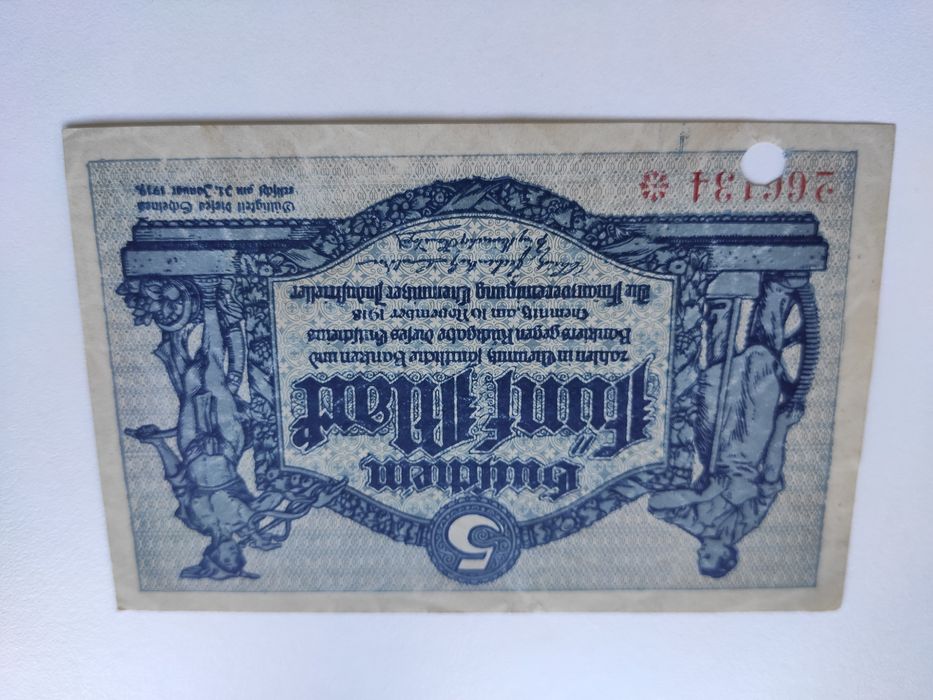 5
Gutschein
Fünf Mark
zahlen in Chemnitz sämtliche Banken und
Bankiers gegen Rückgabe dieses Gutscheins
Chemnitz, am 10 November 1918
Die Finanzvereinigung Chemnitzer Industrieller
266134
Gültigkeit dieses Scheines
erlischt am 31. Januar 1919.